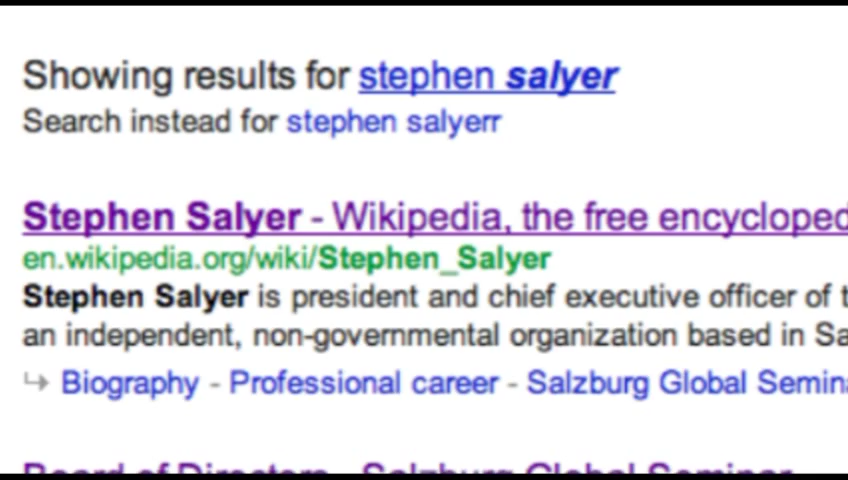 Showing results for stephen salyer
Search instead for stephen salyerr
Stephen Salyer - Wikipedia, the free encycloped
en.wikipedia.org/wiki/Stephen_Salyer
Stephen Salyer is president and chief executive officer of t
an independent, non-governmental organization based in Sa
Biography - Professional career - Salzburg Global Semina
Board of Directors - Salzburg Global Seminar